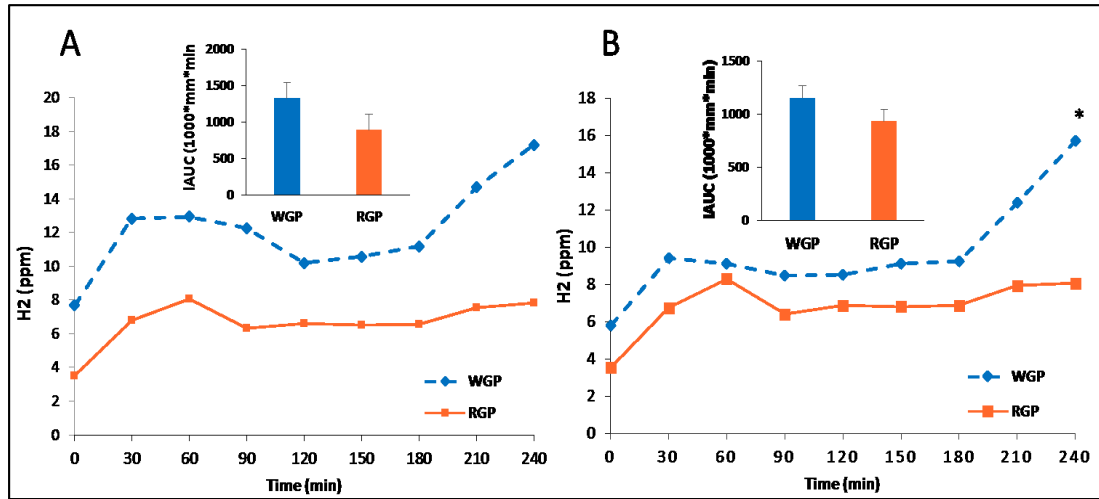 A
IAUC (1000*mm*min
2000
1500
1000
500
0
WGP RGP
H2 (ppm)
20
18
16
14
12
10
8
6
4
2
0
WGP
RGP
0 30 60 90 120 150 180 210 240
Time (min)
B
IAUC (1000*mm*min)
1500
1000
500
0
WGP RGP
*
H2 (ppm)
18
16
14
12
10
8
6
4
2
0
WGP
RGP
0 30 60 90 120 150 180 210 240
Time (min)